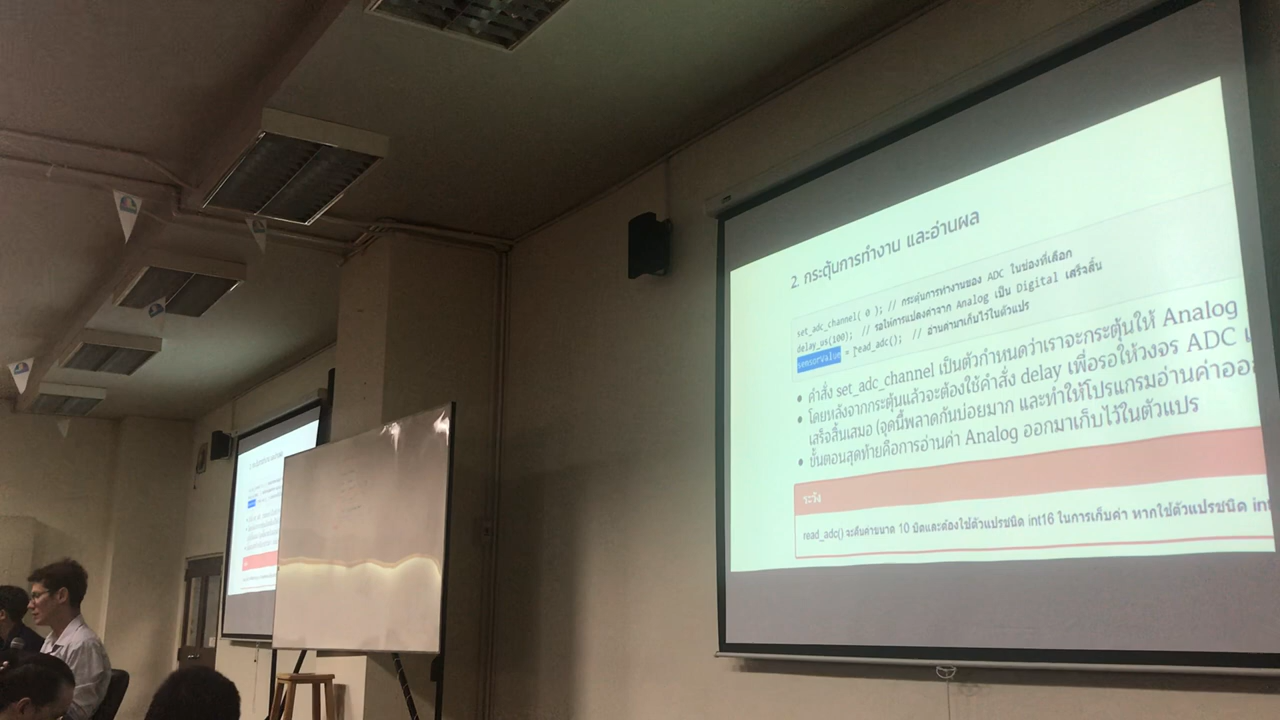 2. กระตุ้นการทำงาน และอ่านผล
set_adc_channel( 0 ); // กระตุ้นการทำงานของ ADC ในช่องที่เลือก
delay_us(100); // รอให้การแปลงค่าจาก Analog เป็น Digital เสร็จสิ้น
sensorValue = read_adc(); // อ่านค่ามาเก็บไว้ในตัวแปร
• คำสั่ง set_adc_channel เป็นตัวกำหนดว่าเราจะกระตุ้นให้ Analog
• โดยหลังจากกระตุ้นแล้วจะต้องใช้คำสั่ง delay เพื่อรอให้วงจร ADC
เสร็จสิ้นเสมอ (จุดนี้พลาดกันบ่อยมาก และทำให้โปรแกรมอ่านค่าออ
• ขั้นตอนสุดท้ายคือการอ่านค่า Analog ออกมาเก็บไว้ในตัวแปร
ระวัง
read_adc() จะคืนค่าขนาด 10 บิตและต้องใช้ตัวแปรชนิด int16 ในการเก็บค่า หากใช้ตัวแปรชนิด int